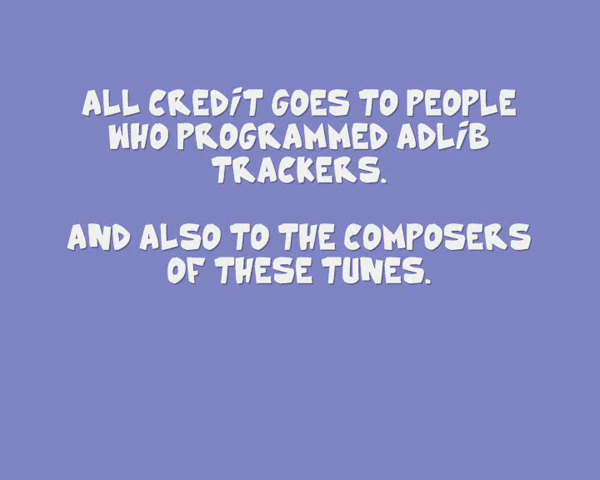 ALL CREDIT GOES TO PEOPLE
WHO PROGRAMMED ADLIB
TRACKERS.
AND ALSO TO THE COMPOSERS
OF THESE TUNES.